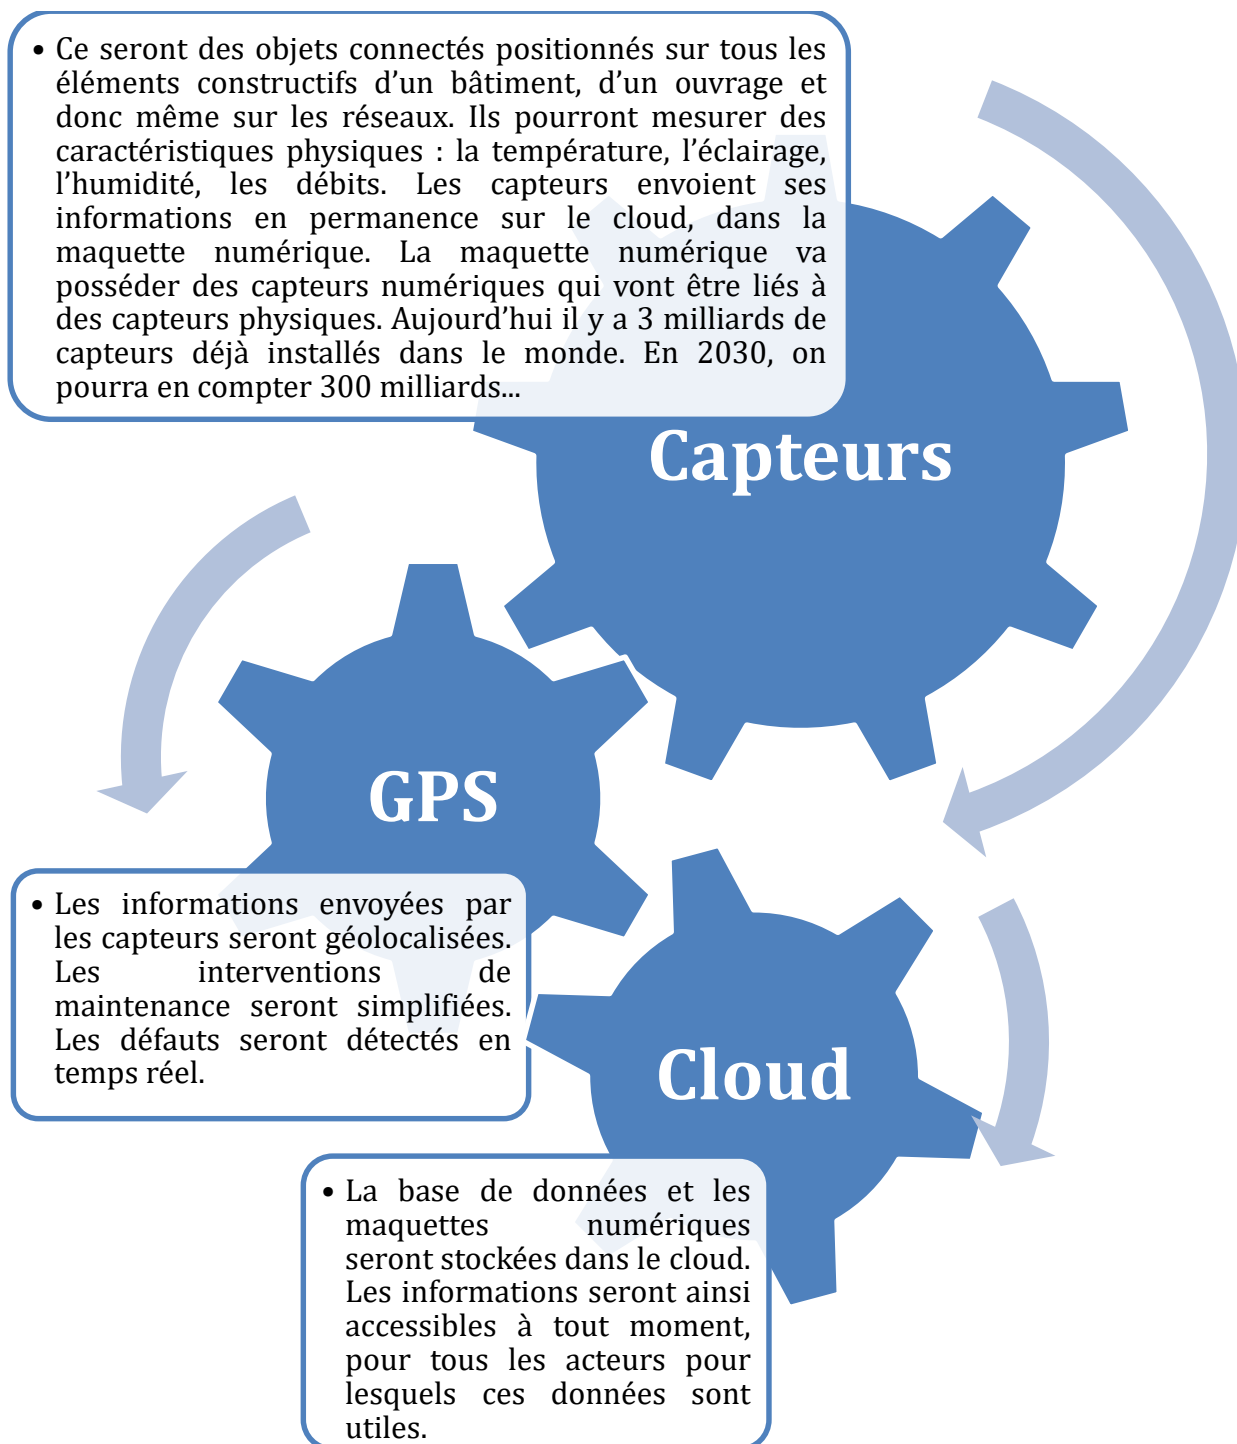 • Ce seront des objets connectés positionnés sur tous les
éléments constructifs d’un bâtiment, d’un ouvrage et
donc même sur les réseaux. Ils pourront mesurer des
caractéristiques physiques : la température, l’éclairage,
l’humidité, les débits. Les capteurs envoient ses
informations en permanence sur le cloud, dans la
maquette numérique. La maquette numérique va
posséder des capteurs numériques qui vont être liés à
des capteurs physiques. Aujourd’hui il y a 3 milliards de
capteurs déjà installés dans le monde. En 2030, on
pourra en compter 300 milliards...
Capteurs
GPS
• Les informations envoyées par
les capteurs seront géolocalisées.
Les interventions de
maintenance seront simplifiées.
Les défauts seront détectés en
temps réel.
Cloud
• La base de données et les
maquettes numériques
seront stockées dans le cloud.
Les informations seront ainsi
accessibles à tout moment,
pour tous les acteurs pour
lesquels ces données sont
utiles.